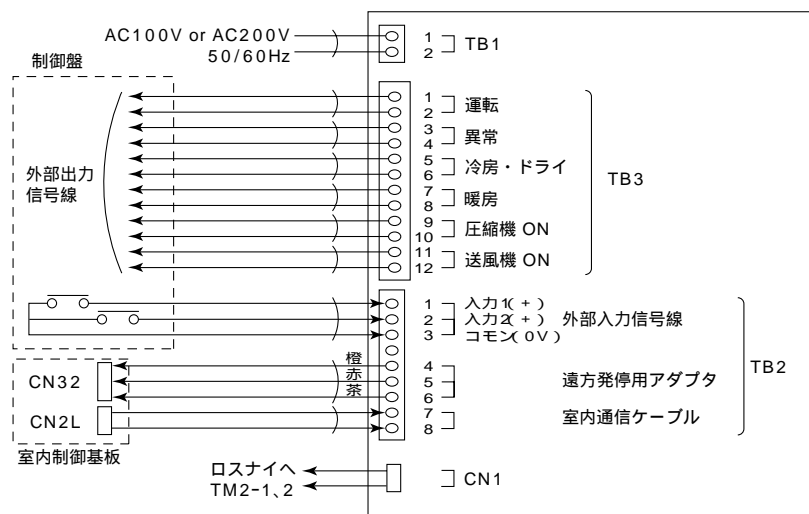 AC100V or AC200V
50/60Hz
1
2
TB1
制御盤
外部出力
信号線
1
2
運転
3
4
異常
5
6
冷房・ドライ
7
8
暖房
9
10
圧縮機 ON
11
12
送風機 ON
TB3
1 入力1(+)
2 入力2(+) 外部入力信号線
3 コモン(0V)
CN32
橙
赤
茶
4
5
6
遠方発停用アダプタ
CN2L
7
8
室内通信ケーブル
TB2
室内制御基板
ロスナイへ
TM2-1、2
1
2
CN1